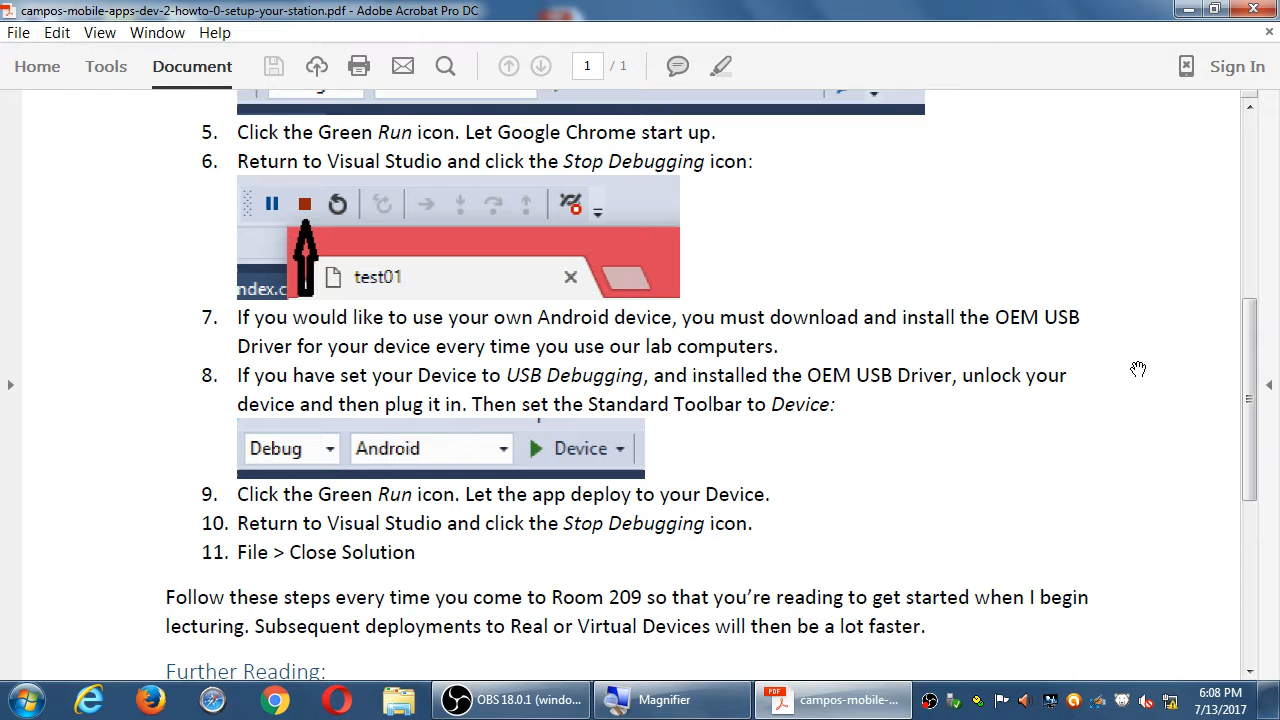 campos-mobile-apps-dev-2-howto-0-setup-your-station.pdf - Adobe Acrobat Pro DC
File Edit View Window Help
Home Tools Document 1 / 1 Sign In
5. Click the Green Run icon. Let Google Chrome start up.
6. Return to Visual Studio and click the Stop Debugging icon:
ndex.c test01
7. If you would like to use your own Android device, you must download and install the OEM USB
Driver for your device every time you use our lab computers.
8. If you have set your Device to USB Debugging, and installed the OEM USB Driver, unlock your
device and then plug it in. Then set the Standard Toolbar to Device:
Debug Android Device
9. Click the Green Run icon. Let the app deploy to your Device.
10. Return to Visual Studio and click the Stop Debugging icon.
11. File > Close Solution
Follow these steps every time you come to Room 209 so that you’re reading to get started when I begin
lecturing. Subsequent deployments to Real or Virtual Devices will then be a lot faster.
Further Reading:
OBS 18.0.1 (windo... Magnifier campos-mobile-... 6:08 PM
7/13/2017